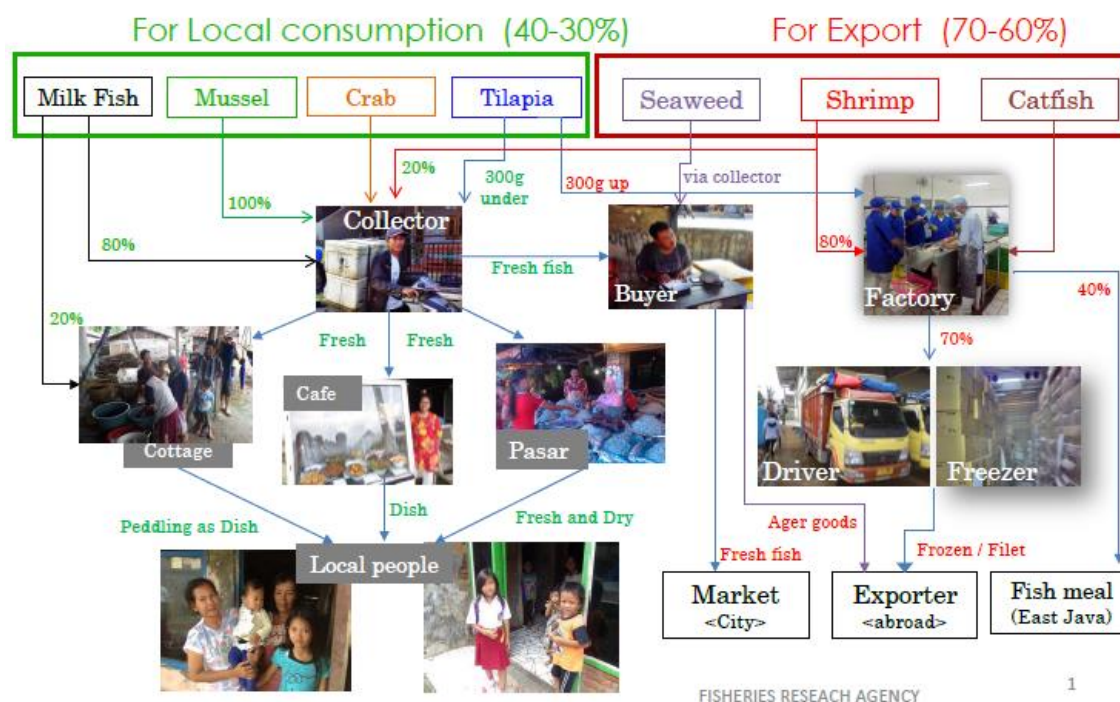 For Local consumption (40-30%)
For Export (70-60%)
Milk Fish
Mussel
Crab
Tilapia
Seaweed
Shrimp
Catfish
20%
300g
under
300g up
via collector
100%
Collector
80%
80%
Fresh fish
Buyer
Factory
40%
20%
Fresh
Fresh
70%
Cafe
Cottage
Pasar
Driver
Freezer
Peddling as Dish
Dish
Fresh and Dry
Ager goods
Local people
Fresh fish
Frozen / Filet
Market
<City>
Exporter
<abroad>
Fish meal
(East Java)
FISHERIES RESEACH AGENCY
1